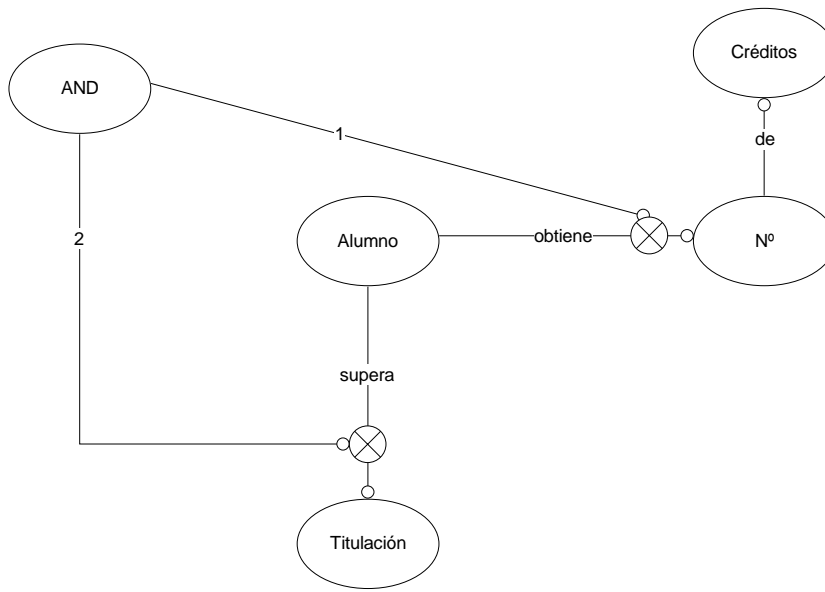 Créditos
AND
1
de
2
Alumno
obtiene
Nº
supera
Titulación